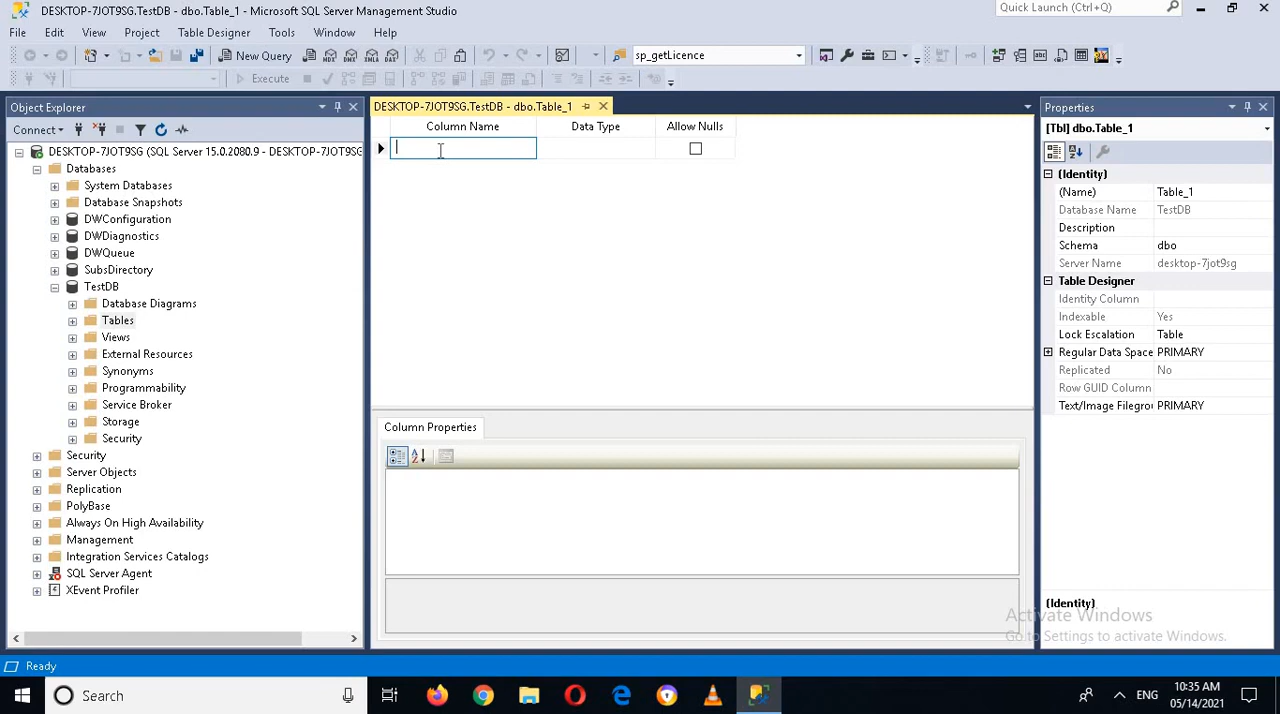 DESKTOP-7JOT9SG.TestDB - dbo.Table_1 - Microsoft SQL Server Management Studio
Quick Launch (Ctrl+Q)
File Edit View Project Table Designer Tools Window Help
New Query
sp_getLicence
Execute
Object Explorer
DESKTOP-7JOT9SG.TestDB - dbo.Table_1
Properties
Connect
Column Name Data Type Allow Nulls
[Tbl] dbo.Table_1
DESKTOP-7JOT9SG (SQL Server 15.0.2080.9 - DESKTOP-7JOT9SG
Databases
System Databases
Database Snapshots
DWConfiguration
DWDiagnostics
DWQueue
SubsDirectory
TestDB
Database Diagrams
Tables
Views
External Resources
Synonyms
Programmability
Service Broker
Storage
Security
Security
Server Objects
Replication
PolyBase
Always On High Availability
Management
Integration Services Catalogs
SQL Server Agent
XEvent Profiler
Column Properties
(Identity)
(Name) Table_1
Database Name TestDB
Description
Schema dbo
Server Name desktop-7jot9sg
Table Designer
Identity Column
Indexable Yes
Lock Escalation Table
Regular Data Space PRIMARY
Replicated No
Row GUID Column
Text/Image Filegrou PRIMARY
(Identity)
Activate Windows
Go to Settings to activate Windows.
Ready
Search
ENG
10:35 AM
05/14/2021